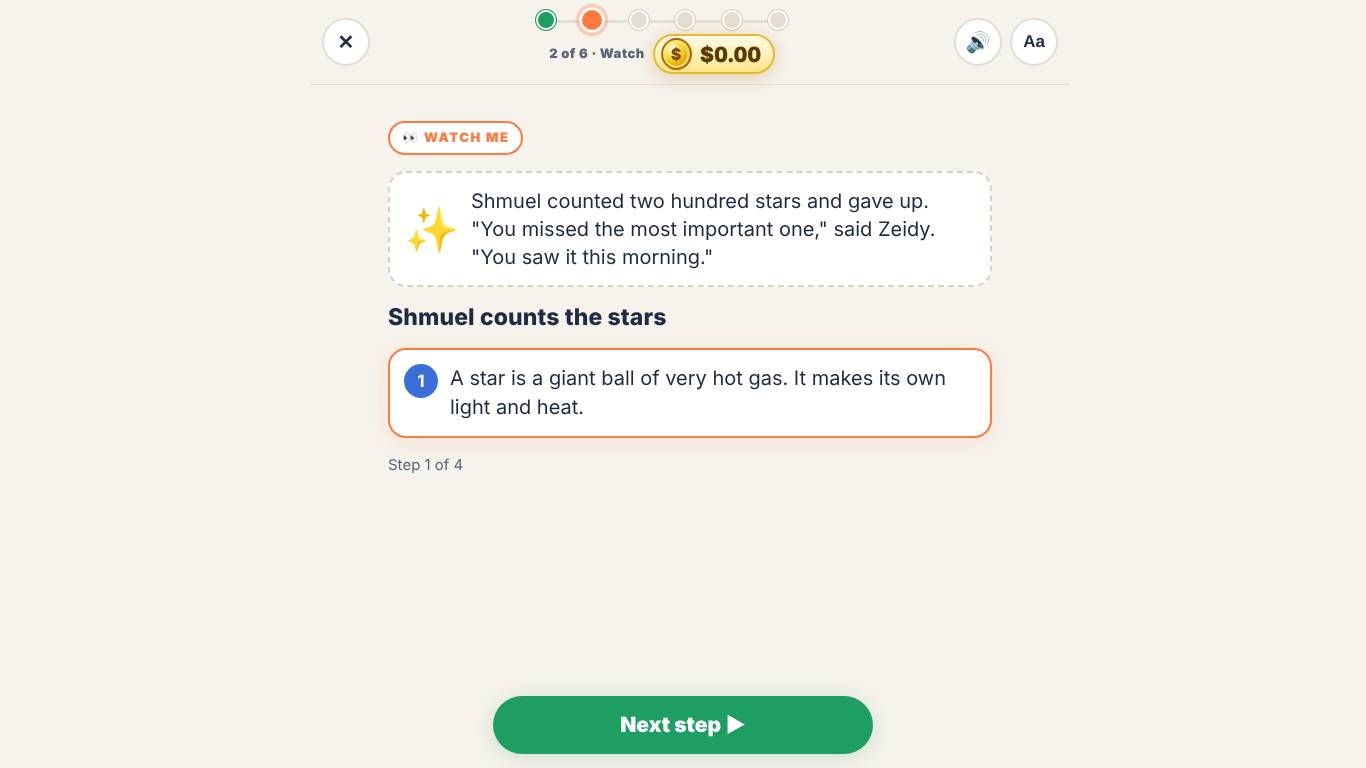 ✕
2 of 6 · Watch
$ $0.00
Aa
👀 WATCH ME
Shmuel counted two hundred stars and gave up.
"You missed the most important one," said Zeidy.
"You saw it this morning."
Shmuel counts the stars
1 A star is a giant ball of very hot gas. It makes its own
light and heat.
Step 1 of 4
Next step ▶